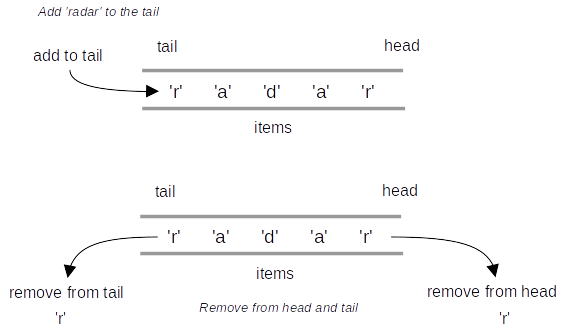 Add 'radar' to the tail
tail head
add to tail
'r' 'a' 'd' 'a' 'r'
items
tail head
'r' 'a' 'd' 'a' 'r'
items
remove from tail remove from head
Remove from head and tail
'r' 'r'